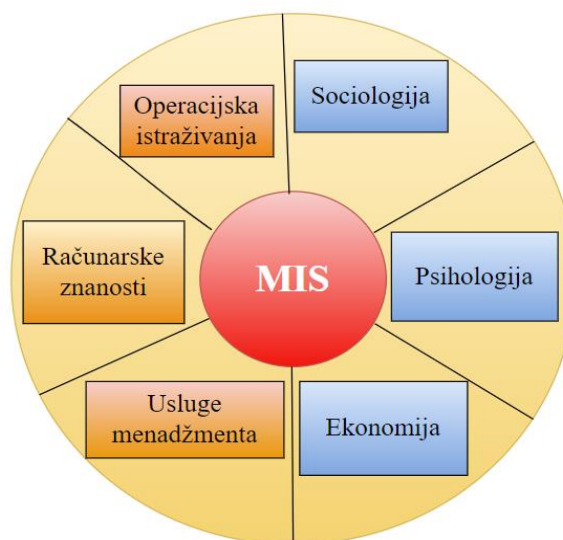 Operacijska
istraživanja
Sociologija
Računarske
znanosti
MIS
Psihologija
Usluge
menadžmenta
Ekonomija